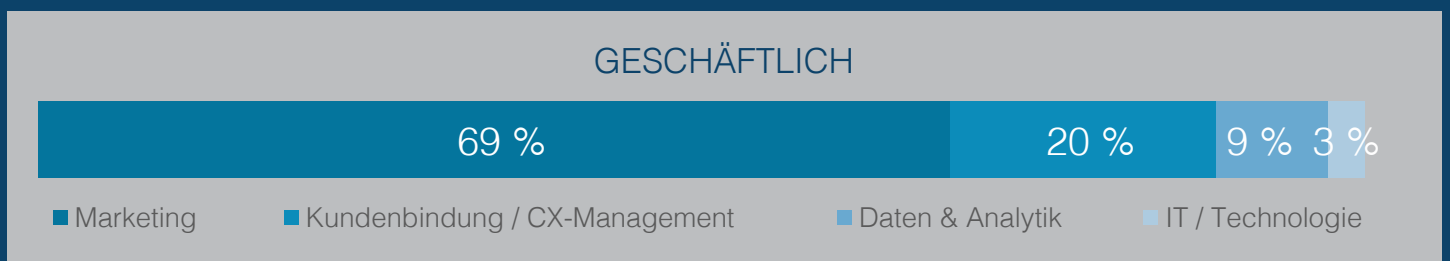 GESCHÄFTLICH
69 % 20 % 9 % 3 %
Marketing Kundenbindung / CX-Management Daten & Analytik IT / Technologie